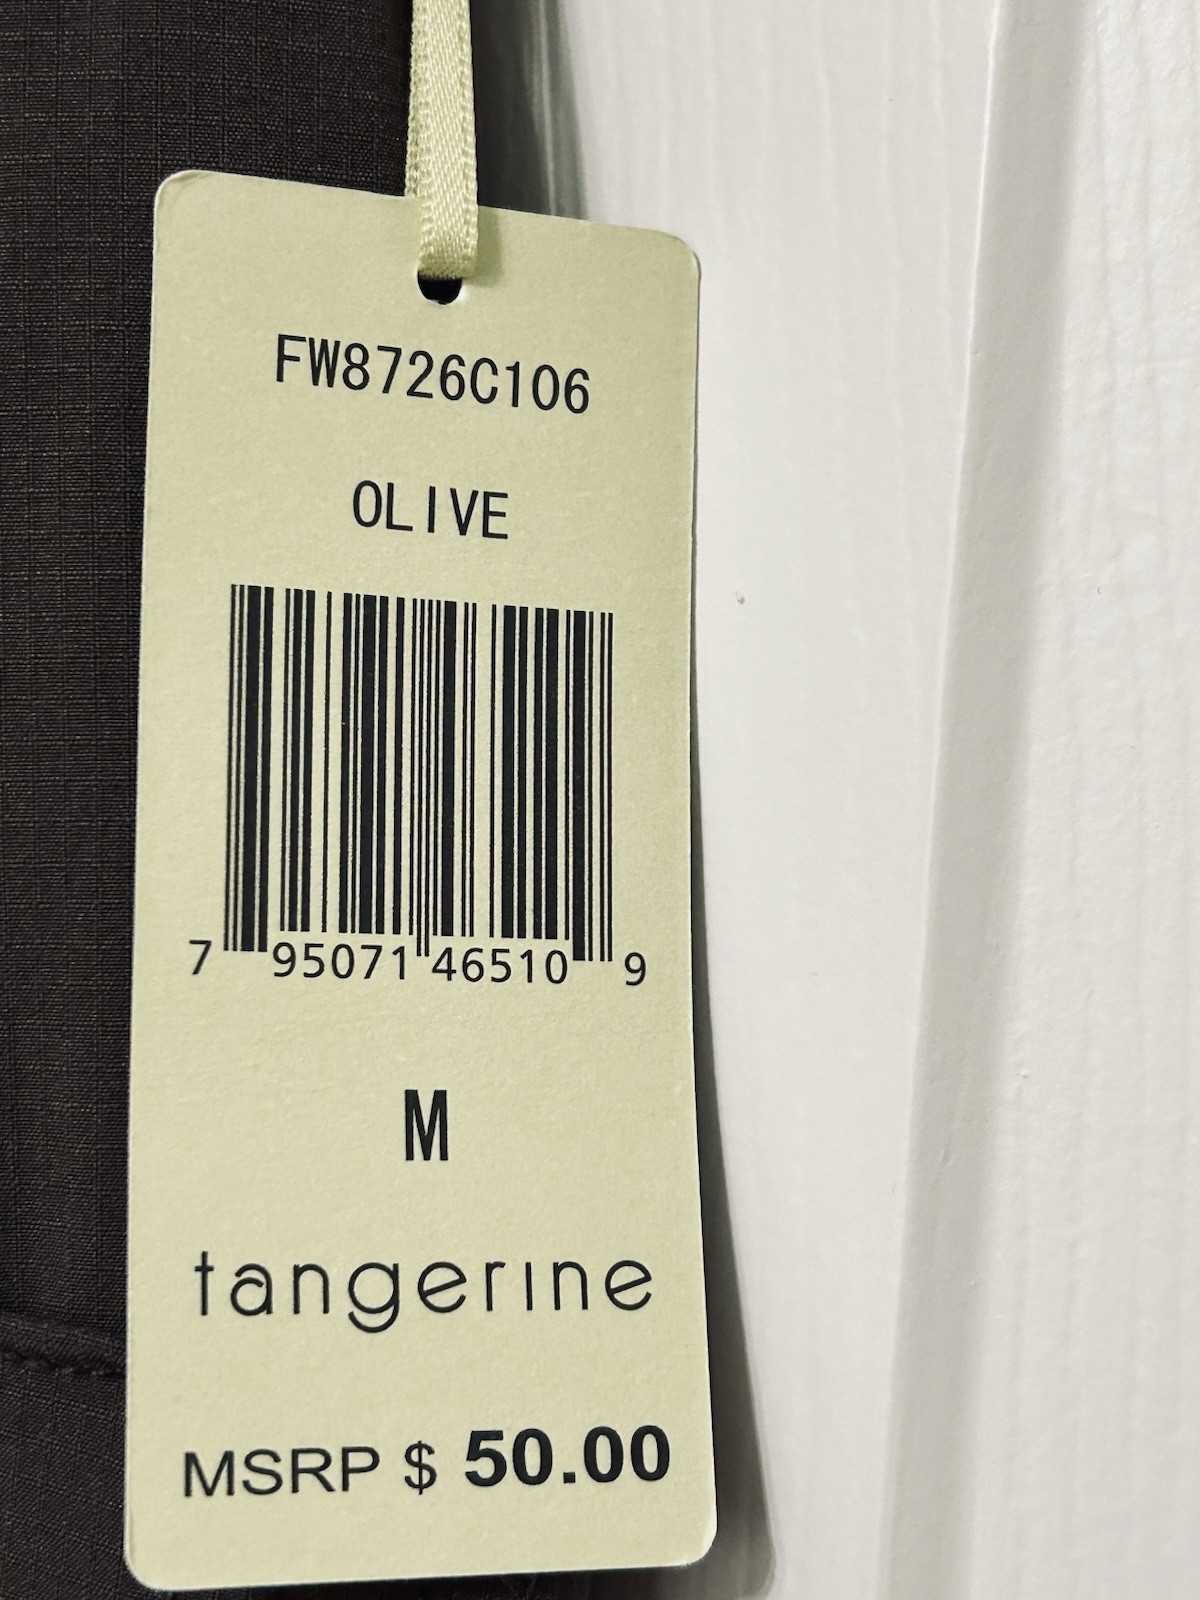 FW8726C106
OLIVE
7 95071 46510 9
M
tangerine
MSRP $ 50.00